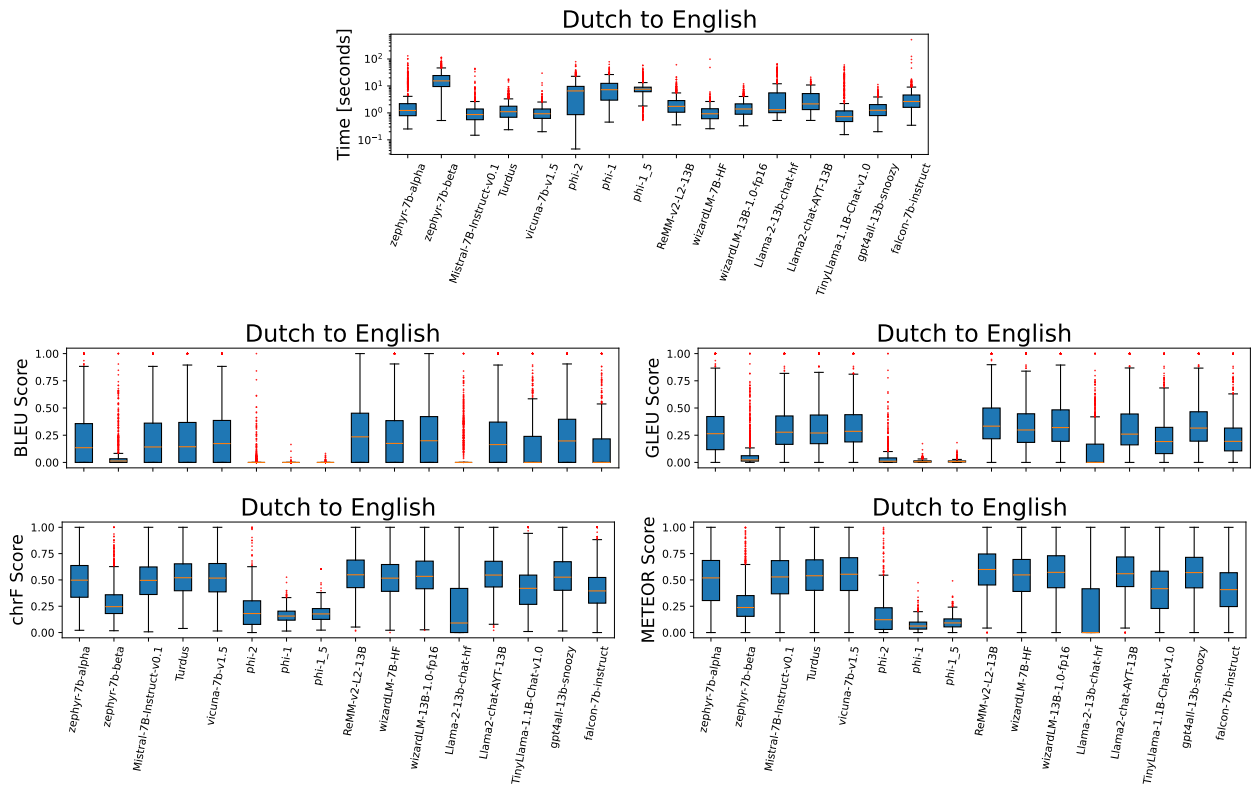 Dutch to English
Time [seconds]
10²
10¹
10⁰
10⁻¹
zephyr-7b-alpha
zephyr-7b-beta
Mistral-7B-Instruct-v0.1
Turdus
vicuna-7b-v1.5
phi-2
phi-1
phi-1_5
ReMM-v2-L2-13B
wizardLM-7B-HF
wizardLM-13B-1.0-fp16
Llama-2-13b-chat-hf
Llama2-chat-AYT-13B
TinyLlama-1.1B-Chat-v1.0
gpt4all-13b-snoozy
falcon-7b-instruct
Dutch to English
BLEU Score
1.00
0.75
0.50
0.25
0.00
Dutch to English
GLEU Score
1.00
0.75
0.50
0.25
0.00
Dutch to English
chrF Score
1.00
0.75
0.50
0.25
0.00
zephyr-7b-alpha
zephyr-7b-beta
Mistral-7B-Instruct-v0.1
Turdus
vicuna-7b-v1.5
phi-2
phi-1
phi-1_5
ReMM-v2-L2-13B
wizardLM-7B-HF
wizardLM-13B-1.0-fp16
Llama-2-13b-chat-hf
Llama2-chat-AYT-13B
TinyLlama-1.1B-Chat-v1.0
gpt4all-13b-snoozy
falcon-7b-instruct
Dutch to English
METEOR Score
1.00
0.75
0.50
0.25
0.00
zephyr-7b-alpha
zephyr-7b-beta
Mistral-7B-Instruct-v0.1
Turdus
vicuna-7b-v1.5
phi-2
phi-1
phi-1_5
ReMM-v2-L2-13B
wizardLM-7B-HF
wizardLM-13B-1.0-fp16
Llama-2-13b-chat-hf
Llama2-chat-AYT-13B
TinyLlama-1.1B-Chat-v1.0
gpt4all-13b-snoozy
falcon-7b-instruct